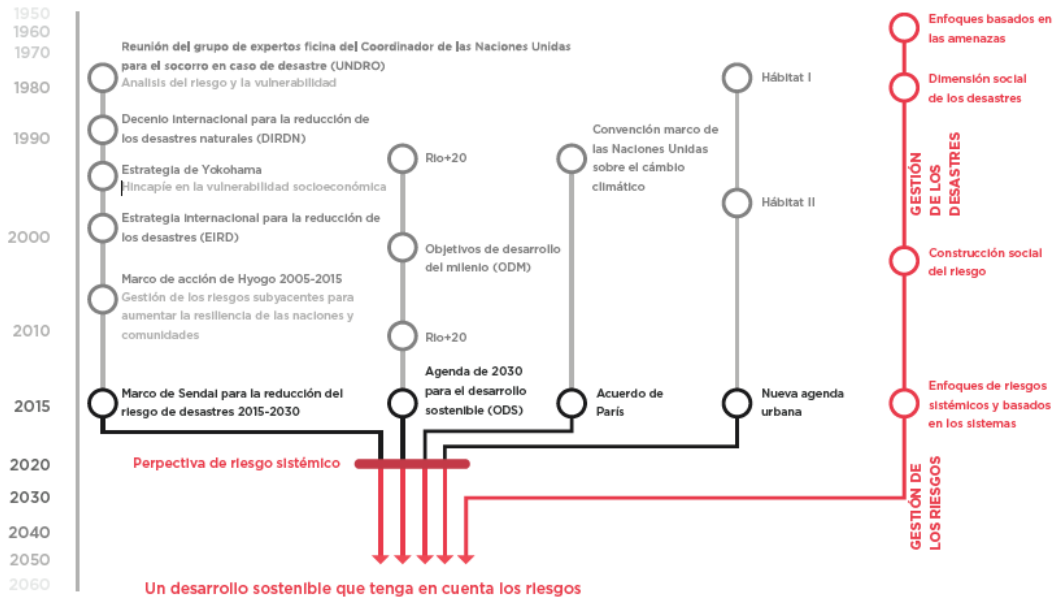 1950
1960
1970
1980
1990
2000
2010
2015
2020
2030
2040
2050
2060
Reunión del grupo de expertos ficina del Coordinador de las Naciones Unidas
para el socorro en caso de desastre (UNDRO)
Analisis del riesgo y la vulnerabilidad
Decenio internacional para la reducción de
los desastres naturales (DIRDN)
Estrategia de Yokohama
Hincapíe en la vulnerabilidad socioeconómica
Estrategia internacional para la reducción de
los desastres (EIRD)
Marco de acción de Hyogo 2005-2015
Gestión de los riesgos subyacentes para
aumentar la resiliencia de las naciones y
comunidades
Marco de Sendal para la reducción del
riesgo de desastres 2015-2030
Rio+20
Objetivos de desarrollo
del milenio (ODM)
Rio+20
Agenda de 2030
para el desarrollo
sostenible (ODS)
Convención marco de
las Naciones Unidas
sobre el cámbio
climático
Acuerdo de
París
Hábitat I
Hábitat II
Nueva agenda
urbana
Enfoques basados en
las amenazas
Dimensión social
de los desastres
GESTIÓN
DE LOS
DESASTRES
Construcción social
del riesgo
Enfoques de riesgos
sistémicos y basados
en los sistemas
GESTIÓN DE
LOS RIESGOS
Perpectiva de riesgo sistémico
Un desarrollo sostenible que tenga en cuenta los riesgos